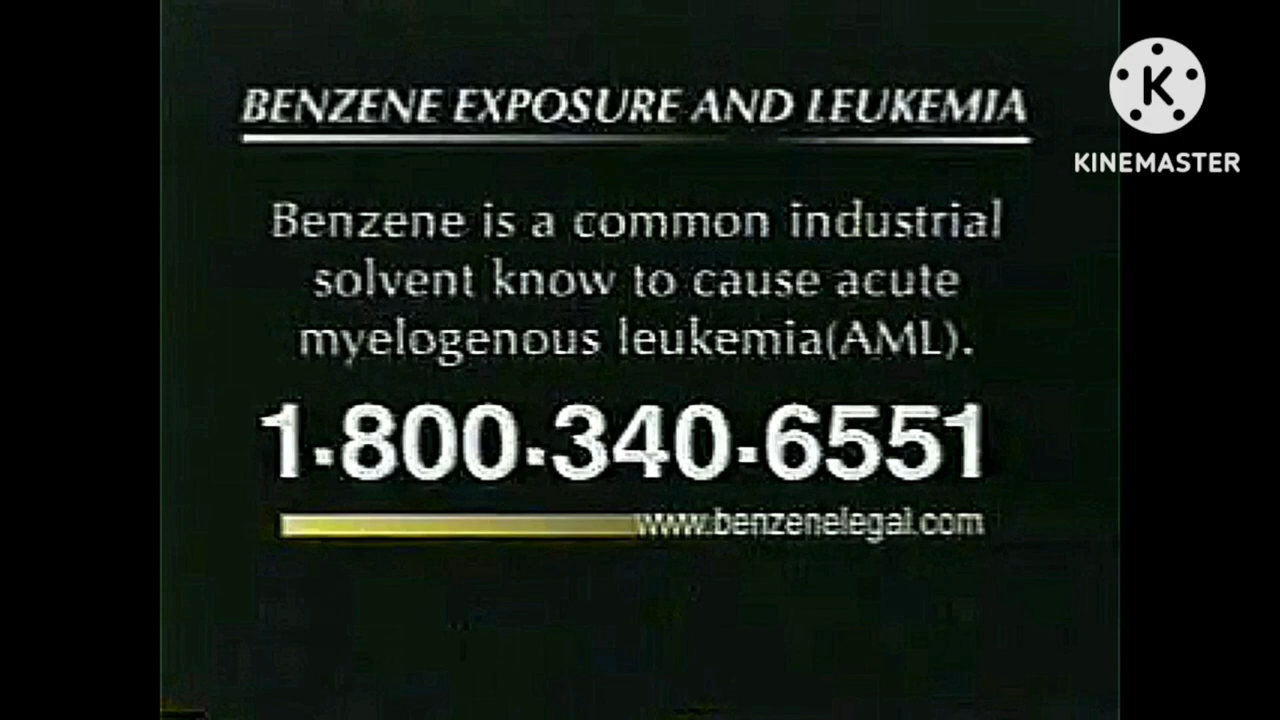 BENZENE EXPOSURE AND LEUKEMIA
Benzene is a common industrial
solvent know to cause acute
myelogenous leukemia(AML).
1-800-340-6551
www.benzenelegal.com
K
KINEMASTER